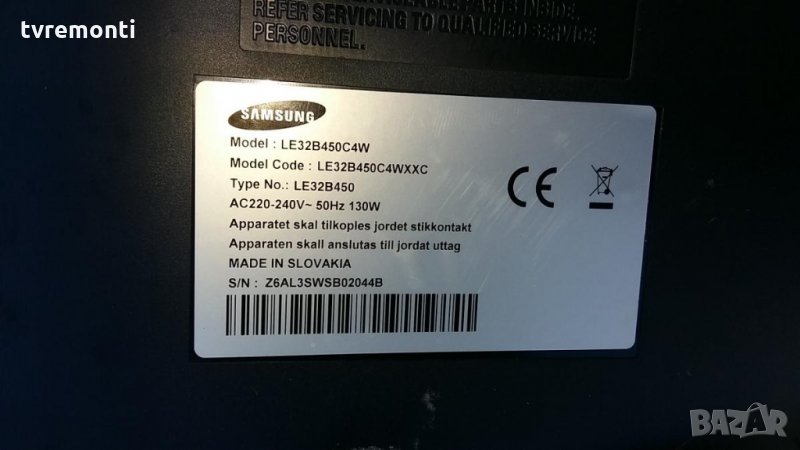 tvremonti
REFER SERVICING TO QUALIFIED SERVICE
PERSONNEL.
SAMSUNG
Model : LE32B450C4W
Model Code : LE32B450C4WXXC
Type No.: LE32B450
AC220-240V~ 50Hz 130W
Apparatet skal tilkoples jordet stikkontakt
Apparaten skall anslutas till jordat uttag
MADE IN SLOVAKIA
S/N : Z6AL3SWSB02044B
CE
BAZAR